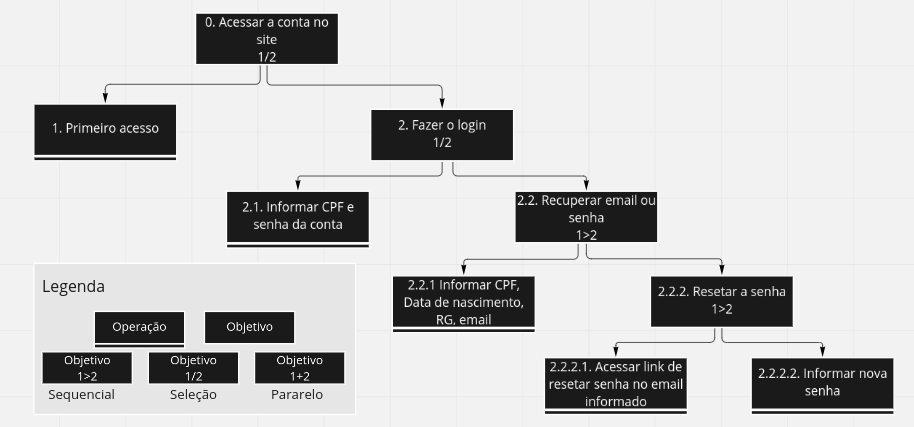 0. Acessar a conta no
site
1/2
1. Primeiro acesso
2. Fazer o login
1/2
2.1. Informar CPF e
senha da conta
2.2. Recuperar email ou
senha
1>2
2.2.1 Informar CPF,
Data de nascimento,
RG, email
2.2.2. Resetar a senha
1>2
2.2.2.1. Acessar link de
resetar senha no email
informado
2.2.2.2. Informar nova
senha
Legenda
Operação
Objetivo
Objetivo
1>2
Objetivo
1/2
Objetivo
1+2
Sequencial
Seleção
Pararelo